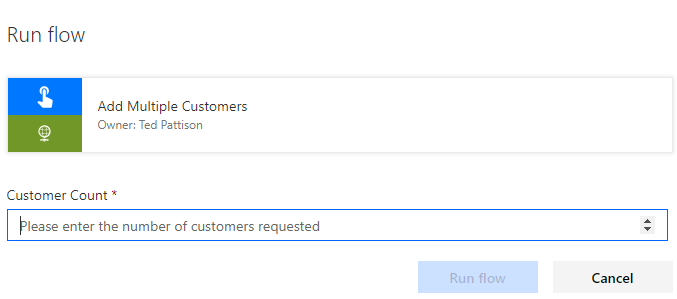 Run flow
Add Multiple Customers
Owner: Ted Pattison
Customer Count *
Please enter the number of customers requested
Run flow
Cancel